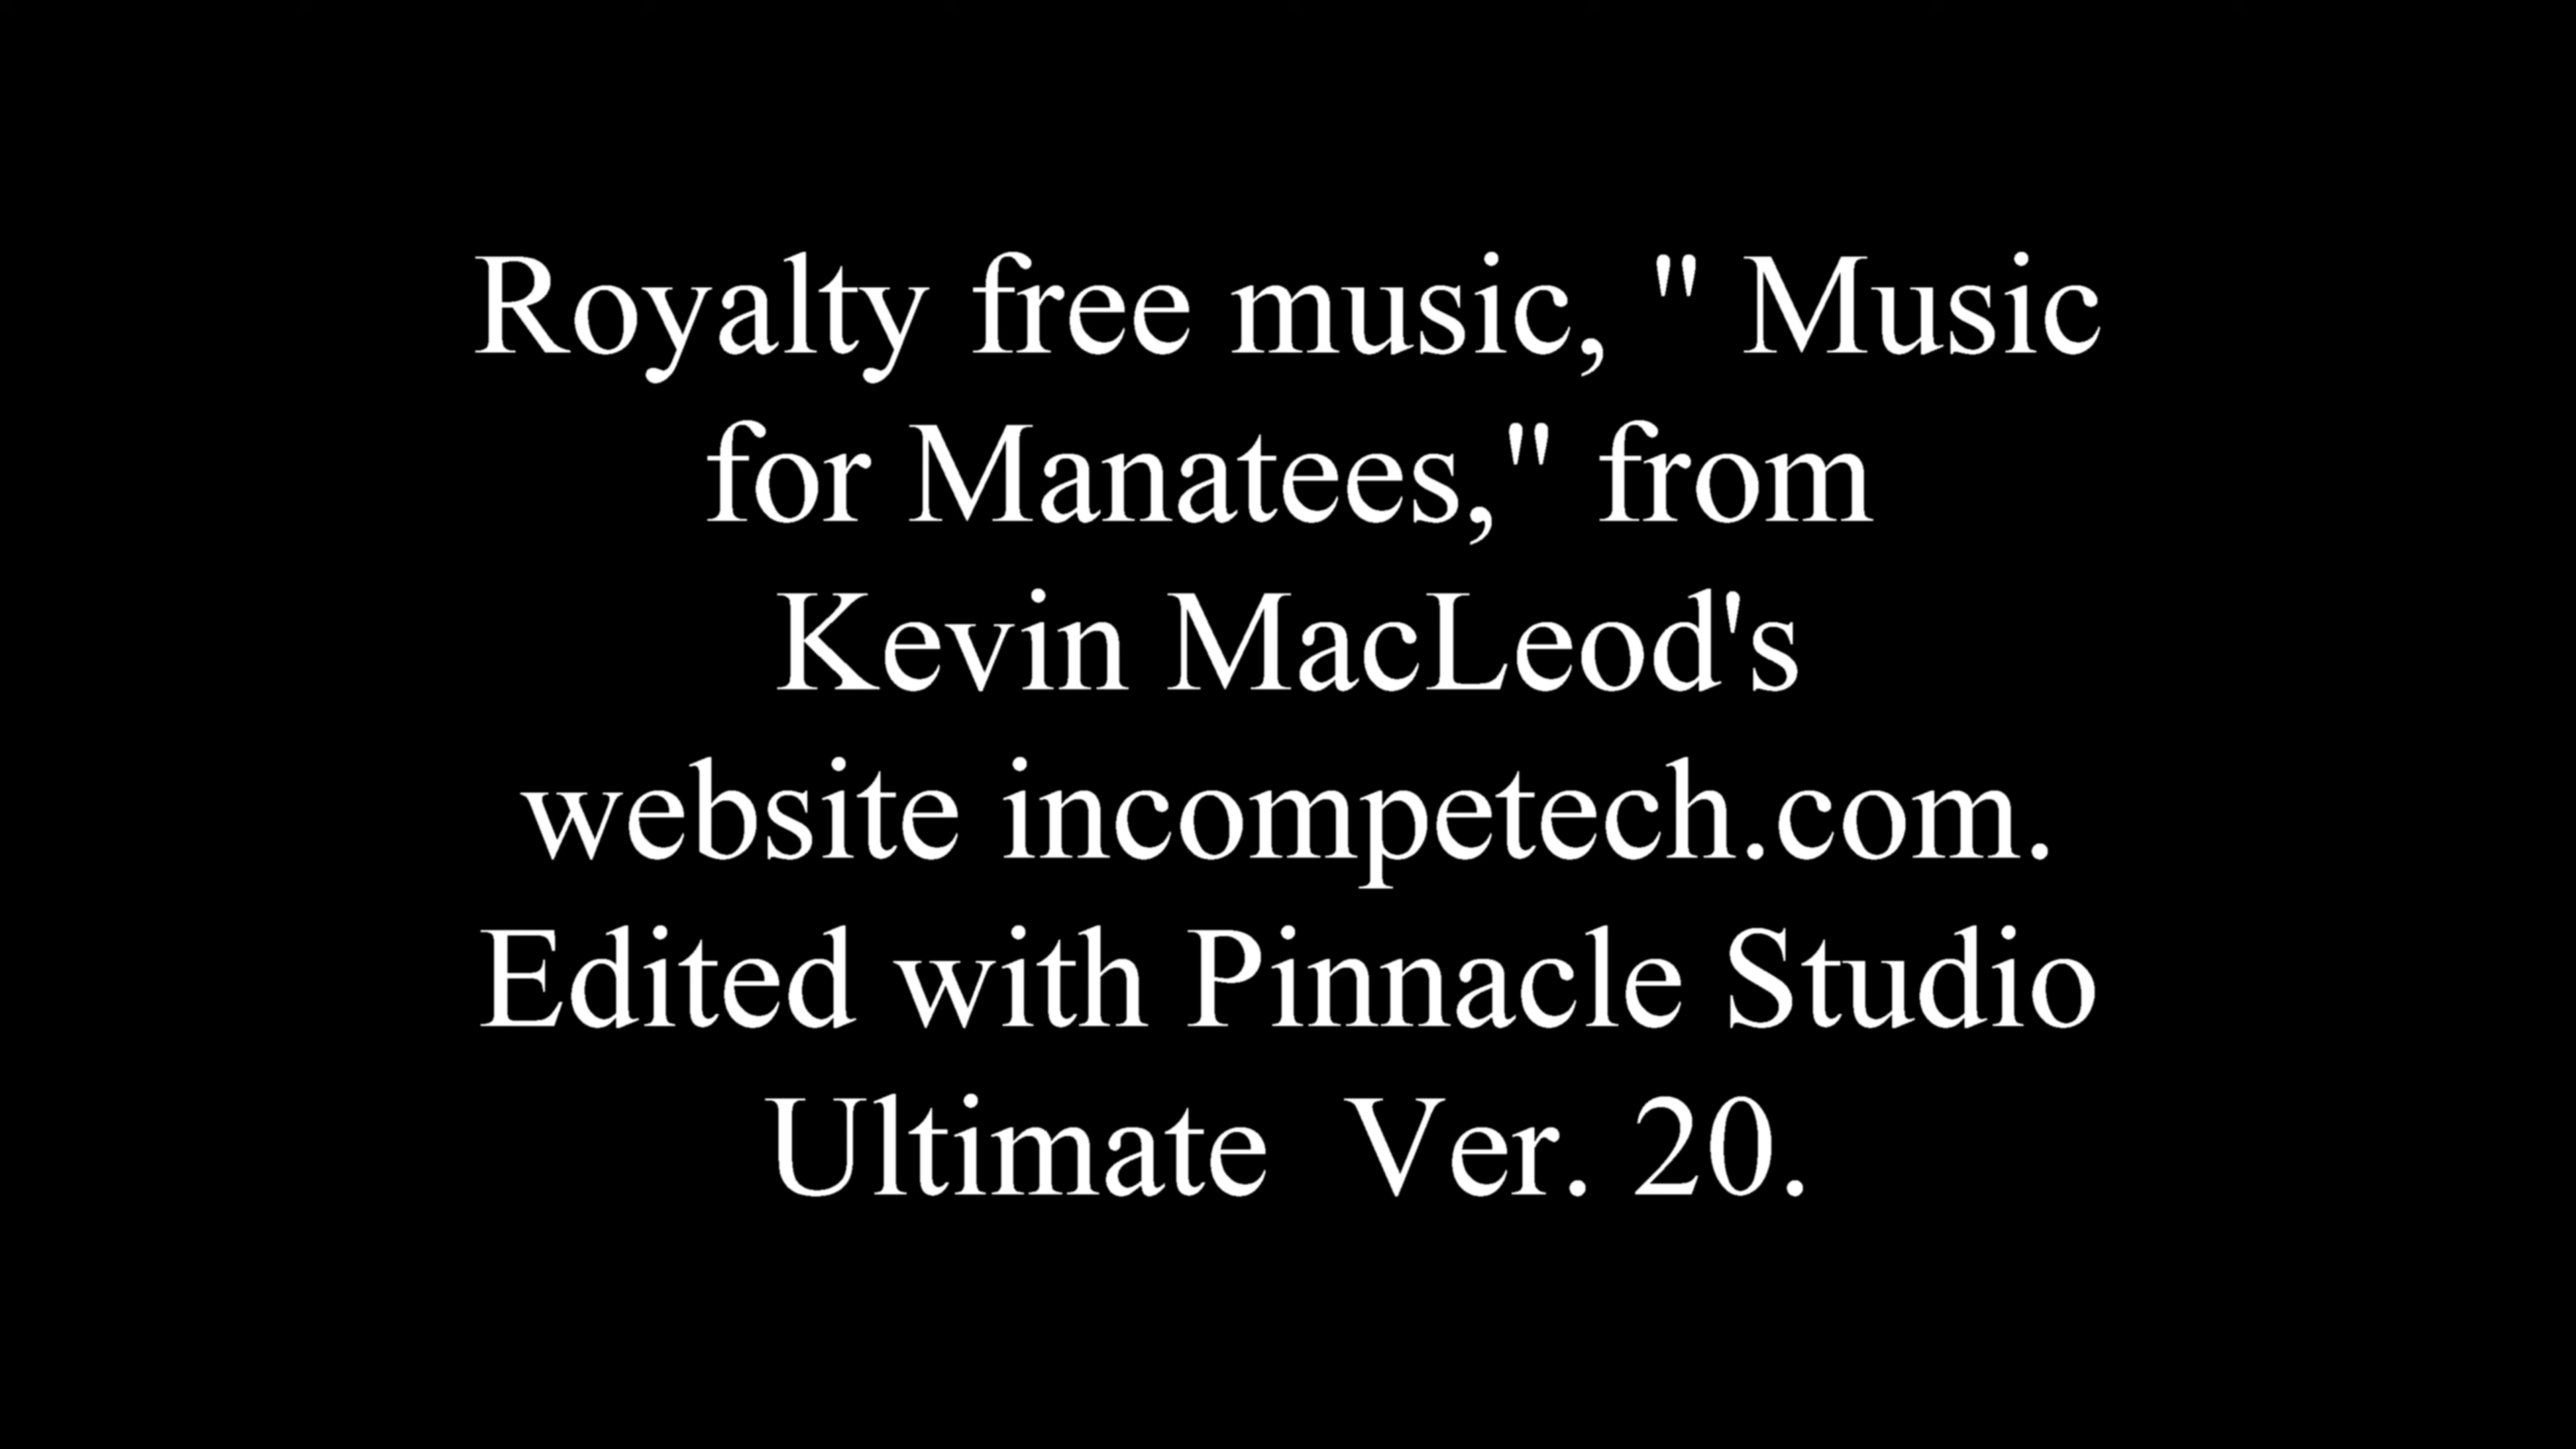 Royalty free music, " Music
for Manatees," from
Kevin MacLeod's
website incompetech.com.
Edited with Pinnacle Studio
Ultimate  Ver. 20.